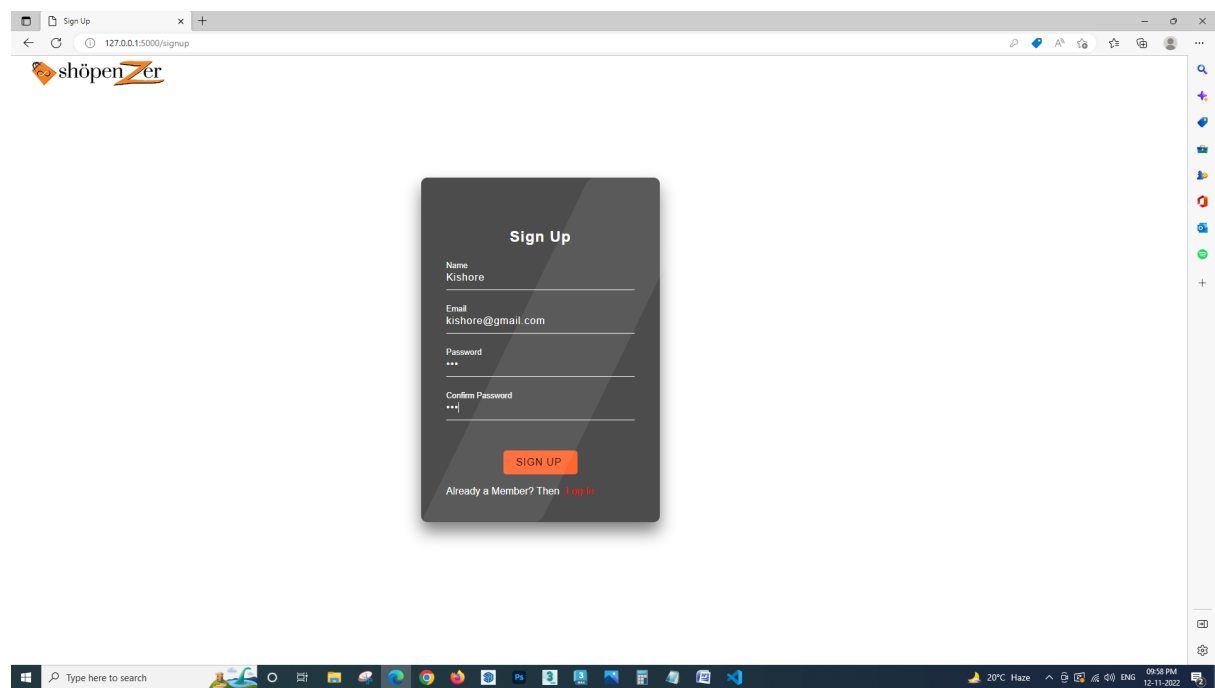 Sign Up
127.0.0.1:5000/signup
shöpenZer
Sign Up
Name
Kishore
Email
kishore@gmail.com
Password
•••
Confirm Password
•••
SIGN UP
Already a Member? Then Log In
Type here to search
20°C Haze
ENG
09:58 PM
12-11-2022